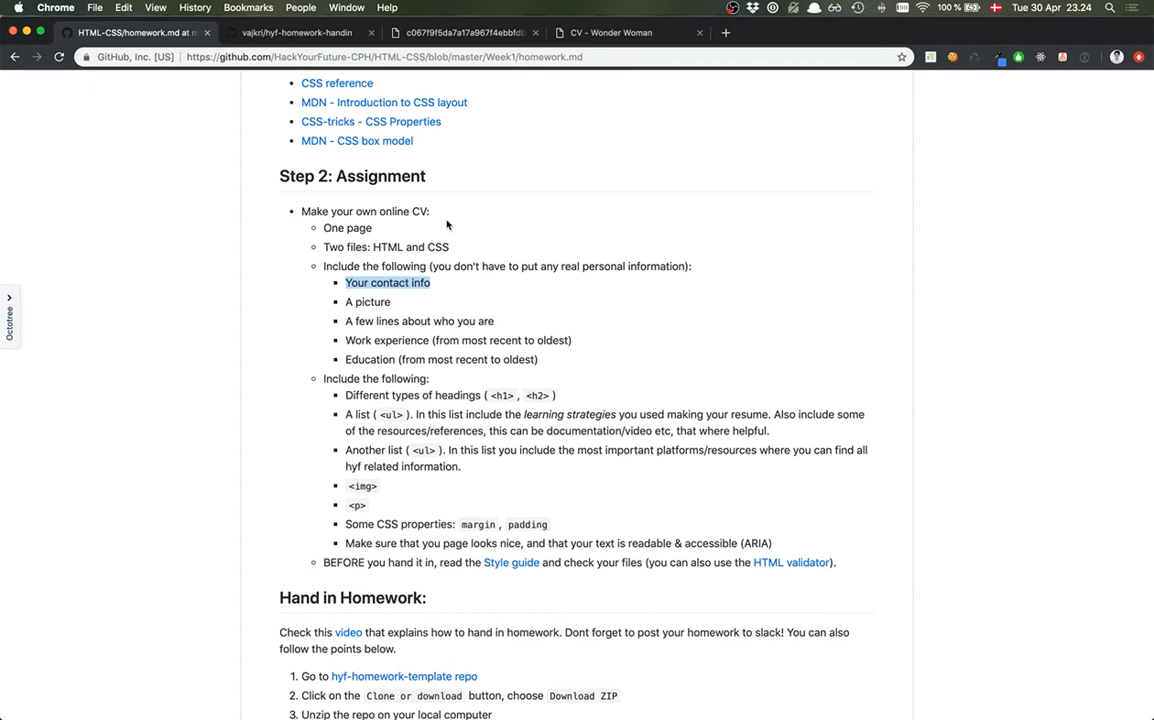 Chrome File Edit View History Bookmarks People Window Help 100 % Tue 30 Apr 23.24
HTML-CSS/homework.md at m vajkri/hyf-homework-handin c067f9f5da7a17a967f4ebbfdb CV - Wonder Woman
GitHub, Inc. [US] https://github.com/HackYourFuture-CPH/HTML-CSS/blob/master/Week1/homework.md
CSS reference
MDN - Introduction to CSS layout
CSS-tricks - CSS Properties
MDN - CSS box model
Step 2: Assignment
Make your own online CV:
One page
Two files: HTML and CSS
Include the following (you don't have to put any real personal information):
Your contact info
Octotree
A picture
A few lines about who you are
Work experience (from most recent to oldest)
Education (from most recent to oldest)
Include the following:
Different types of headings ( <h1> , <h2> )
A list ( <ul> ). In this list include the learning strategies you used making your resume. Also include some
of the resources/references, this can be documentation/video etc, that where helpful.
Another list ( <ul> ). In this list you include the most important platforms/resources where you can find all
hyf related information.
<img>
<p>
Some CSS properties: margin , padding
Make sure that you page looks nice, and that your text is readable & accessible (ARIA)
BEFORE you hand it in, read the Style guide and check your files (you can also use the HTML validator).
Hand in Homework:
Check this video that explains how to hand in homework. Dont forget to post your homework to slack! You can also
follow the points below.
1. Go to hyf-homework-template repo
2. Click on the Clone or download button, choose Download ZIP
3. Unzip the repo on your local computer